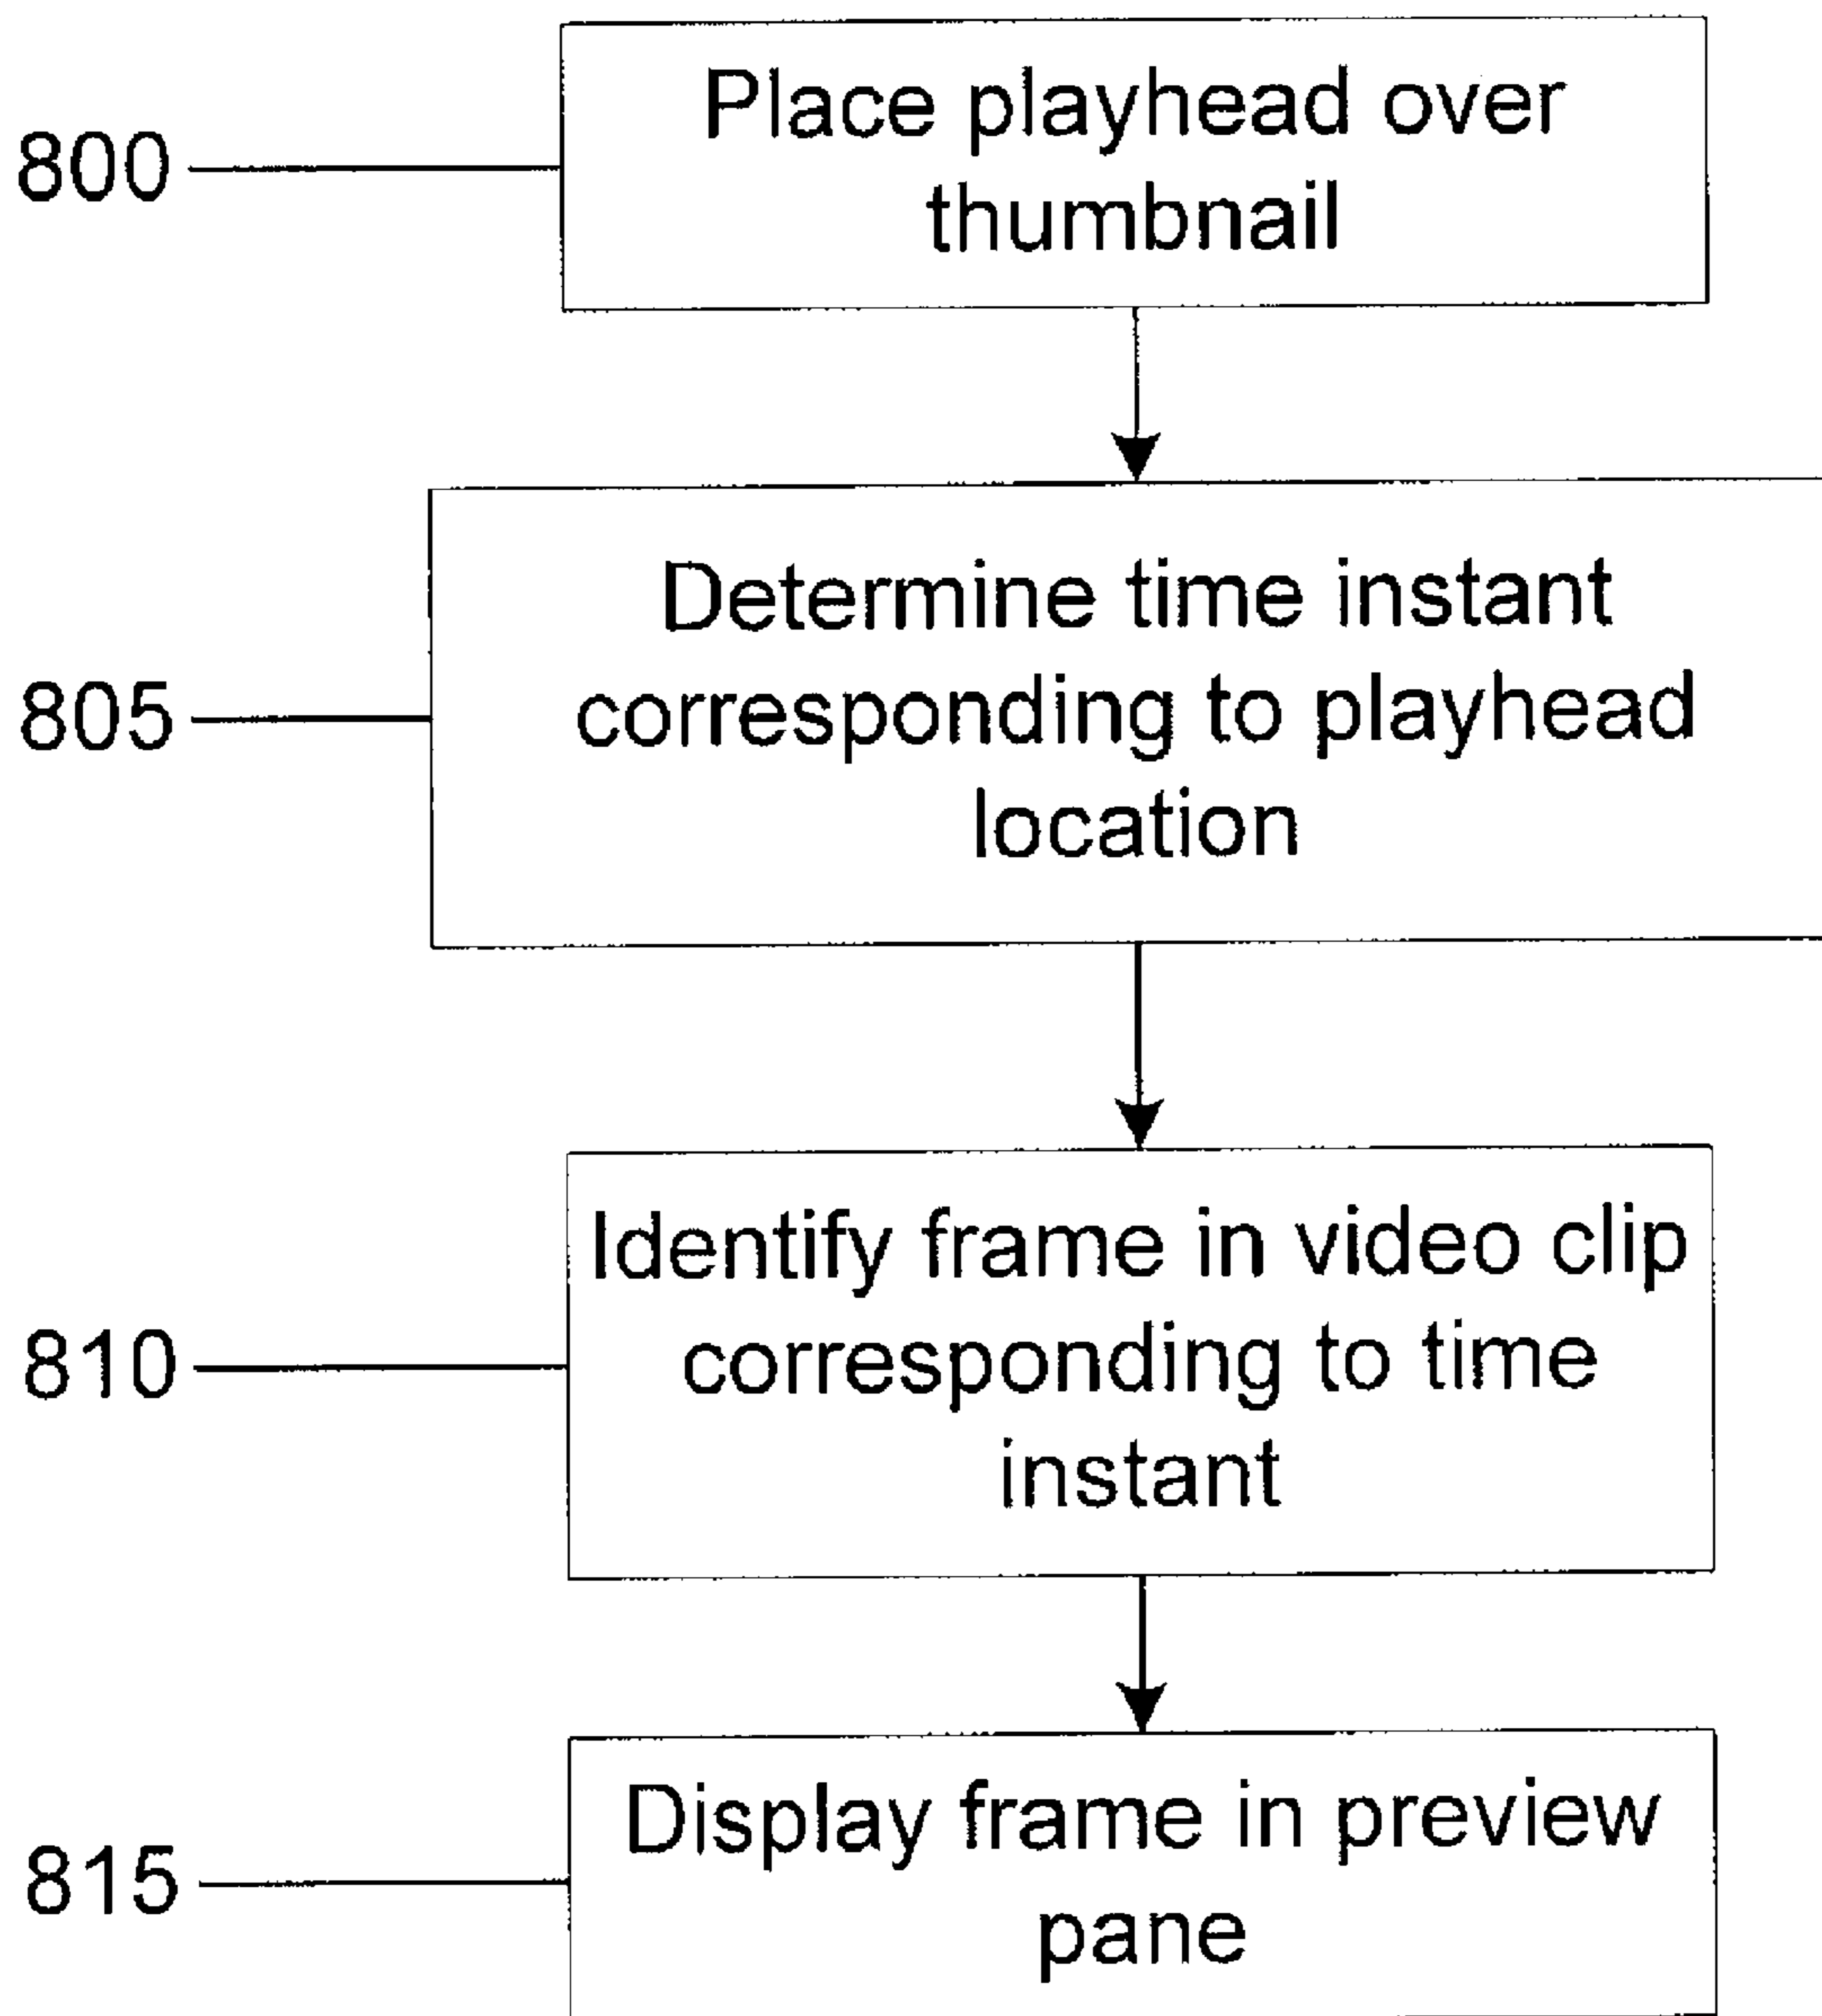 800
Place playhead over
thumbnail
805
Determine time instant
corresponding to playhead
location
810
Identify frame in video clip
corresponding to time
instant
815
Display frame in preview
pane